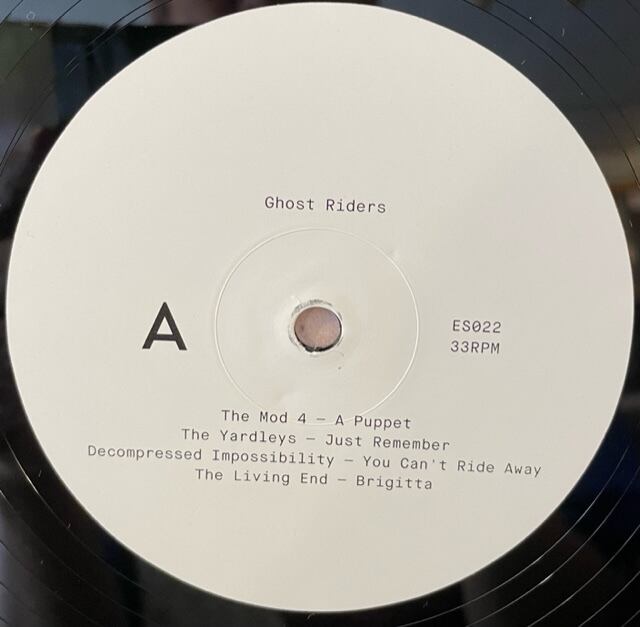 Ghost Riders
A
ES022
33RPM
The Mod 4 – A Puppet
The Yardleys – Just Remember
Decompressed Impossibility – You Can't Ride Away
The Living End – Brigitta